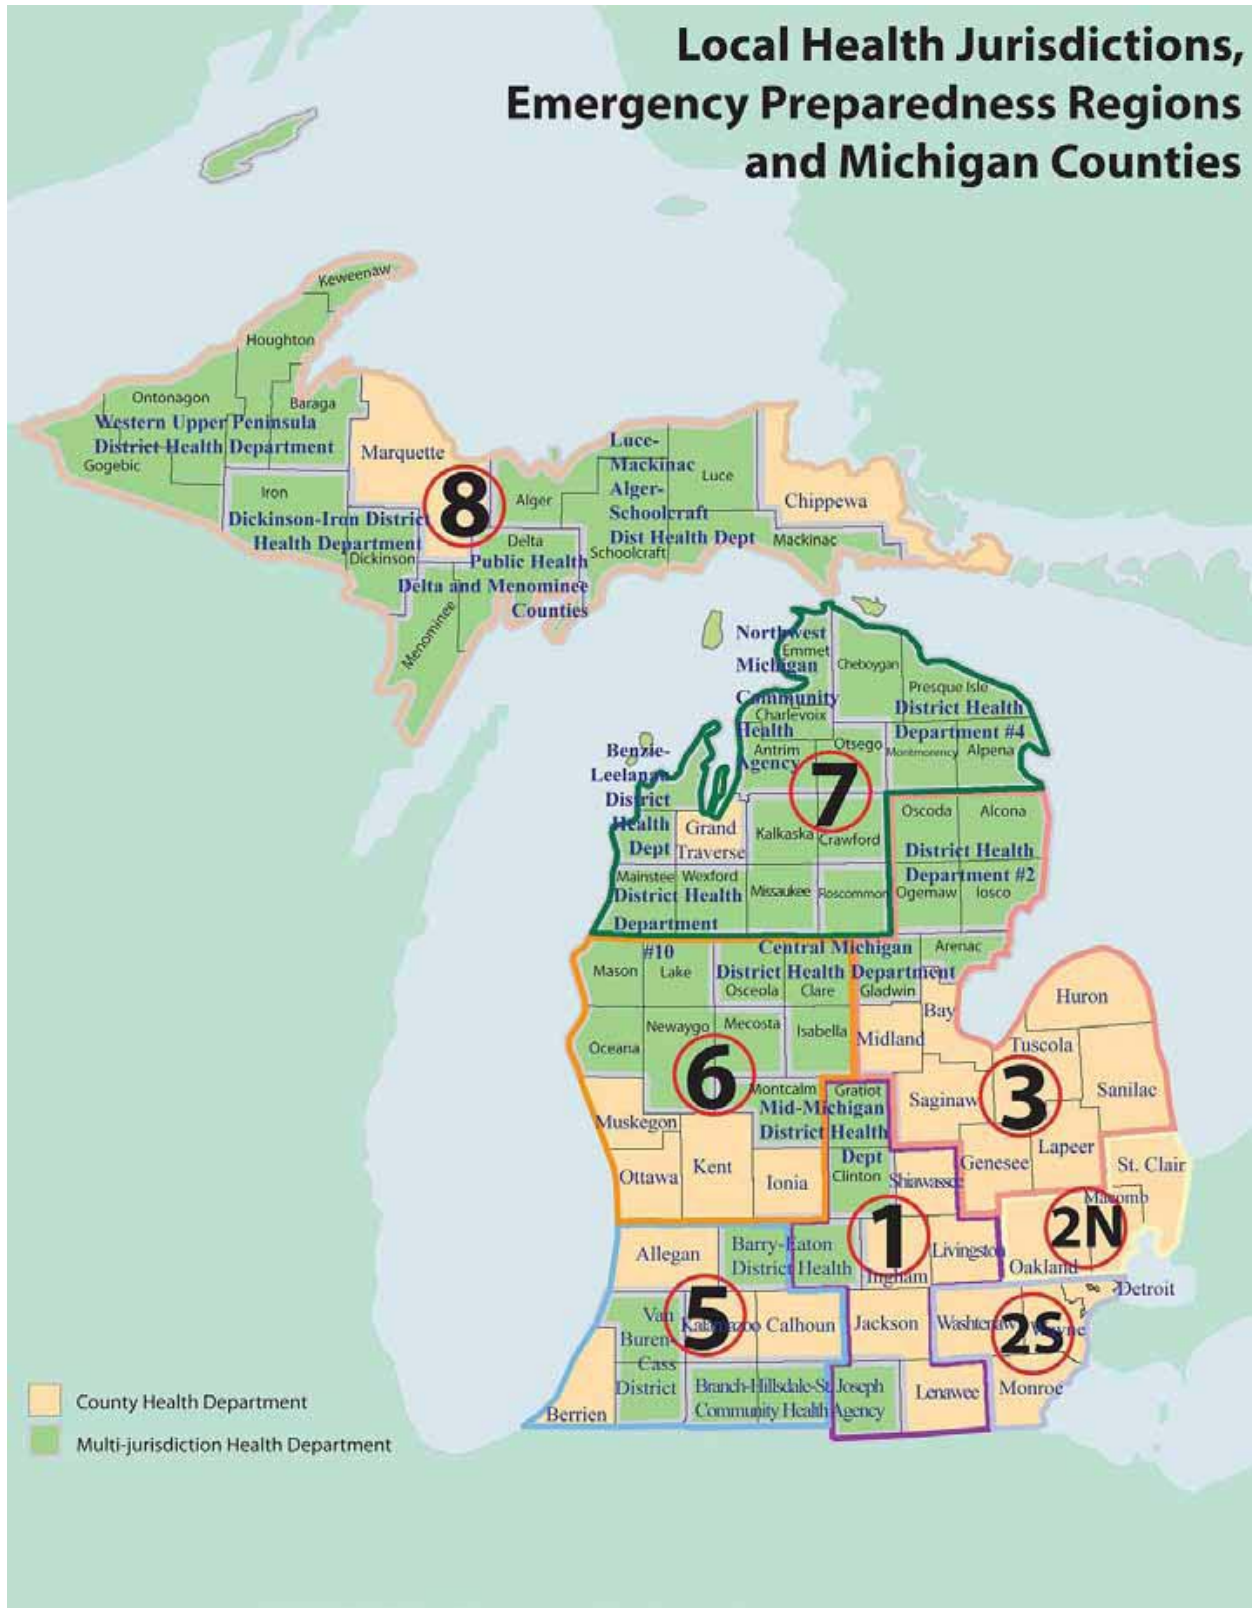 Local Health Jurisdictions,
Emergency Preparedness Regions
and Michigan Counties
Keweenaw
Houghton
Ontonagon
Baraga
Western Upper Peninsula
District Health Department
Gogebic
Marquette
Iron
Dickinson-Iron District
Health Department
Dickinson
8
Alger
Luce-
Mackinac
Alger-
Schoolcraft
Dist Health Dept
Luce
Chippewa
Mackinac
Schoolcraft
Delta
Public Health
Delta and Menominee
Counties
Menominee
Northwest
Michigan
Community
Health
Agency
Emmet
Cheboygan
Presque Isle
Charlevoix
District Health
Department #4
Antrim
Otsego
Montmorency
Alpena
7
Benzie-
Leelanau
District
Health
Dept
Grand
Traverse
Kalkaska
Crawford
Oscoda
Alcona
District Health
Department #2
Ogemaw
Iosco
Mainstee
Wexford
Missaukee
Roscommon
District Health
Department
#10
Central Michigan
District Health Department
Arenac
Mason
Lake
Osceola
Clare
Gladwin
Huron
Bay
Newaygo
Mecosta
Isabella
Midland
Tuscola
Oceana
6
3
Montcalm
Gratiot
Saginaw
Sanilac
Mid-Michigan
District Health
Dept
Muskegon
Lapeer
Genesee
St. Clair
Kent
Ottawa
Ionia
Clinton
Shiawassee
Macomb
1
2N
Allegan
Barry-Eaton
District Health
Livingston
Ingham
Oakland
Detroit
5
Van
Buren-
Cass
District
Kalamazoo
Calhoun
Jackson
Washtenaw
2S
Wayne
Branch-Hillsdale-St Joseph
Community Health Agency
Lenawee
Monroe
Berrien
County Health Department
Multi-jurisdiction Health Department